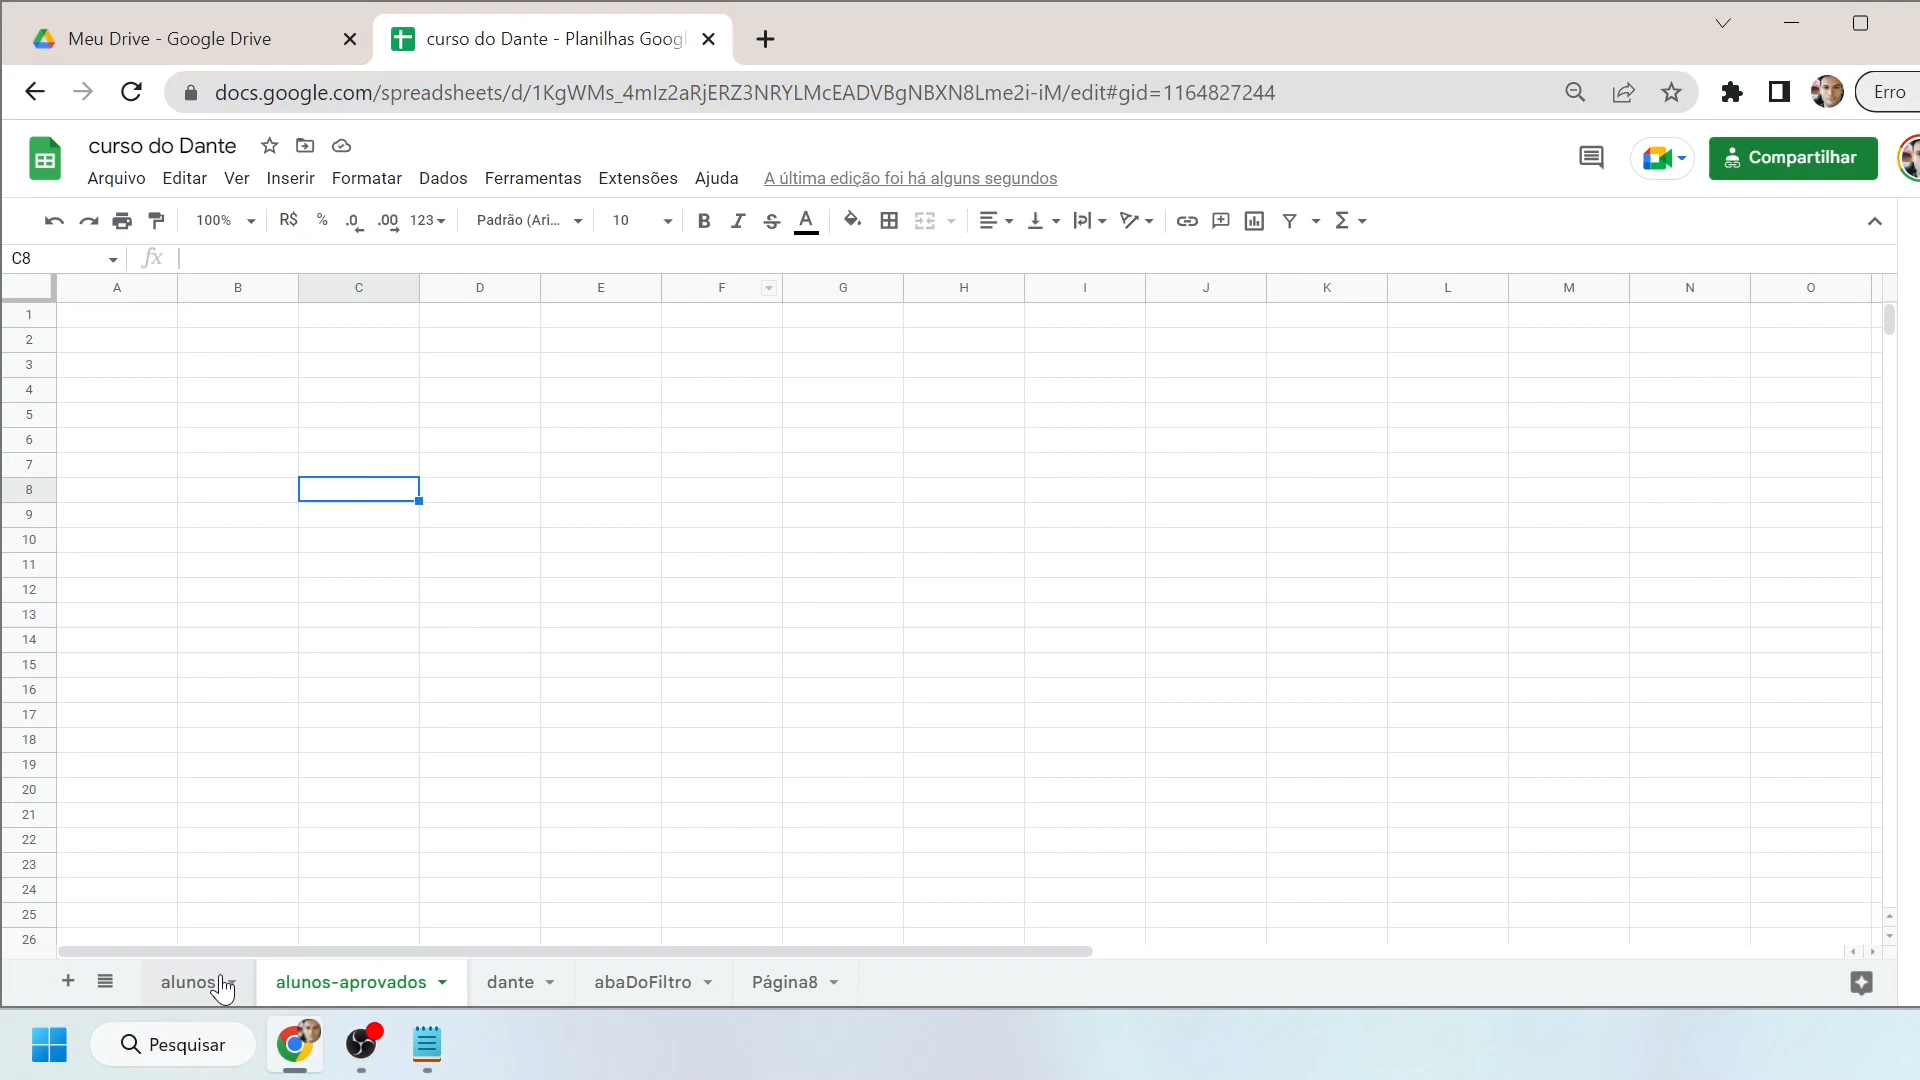 Meu Drive - Google Drive
curso do Dante - Planilhas Googl
docs.google.com/spreadsheets/d/1KgWMs_4mIz2aRjERZ3NRYLMcEADVBgNBXN8Lme2i-iM/edit#gid=1164827244
Erro
curso do Dante
Compartilhar
Arquivo Editar Ver Inserir Formatar Dados Ferramentas Extensões Ajuda A última edição foi há alguns segundos
100% R$ % .0 .00 123 Padrão (Ari... 10 B I S A Σ
C8 fx
A B C D E F G H I J K L M N O
1
2
3
4
5
6
7
8
9
10
11
12
13
14
15
16
17
18
19
20
21
22
23
24
25
26
alunos alunos-aprovados dante abaDoFiltro Página8
Pesquisar